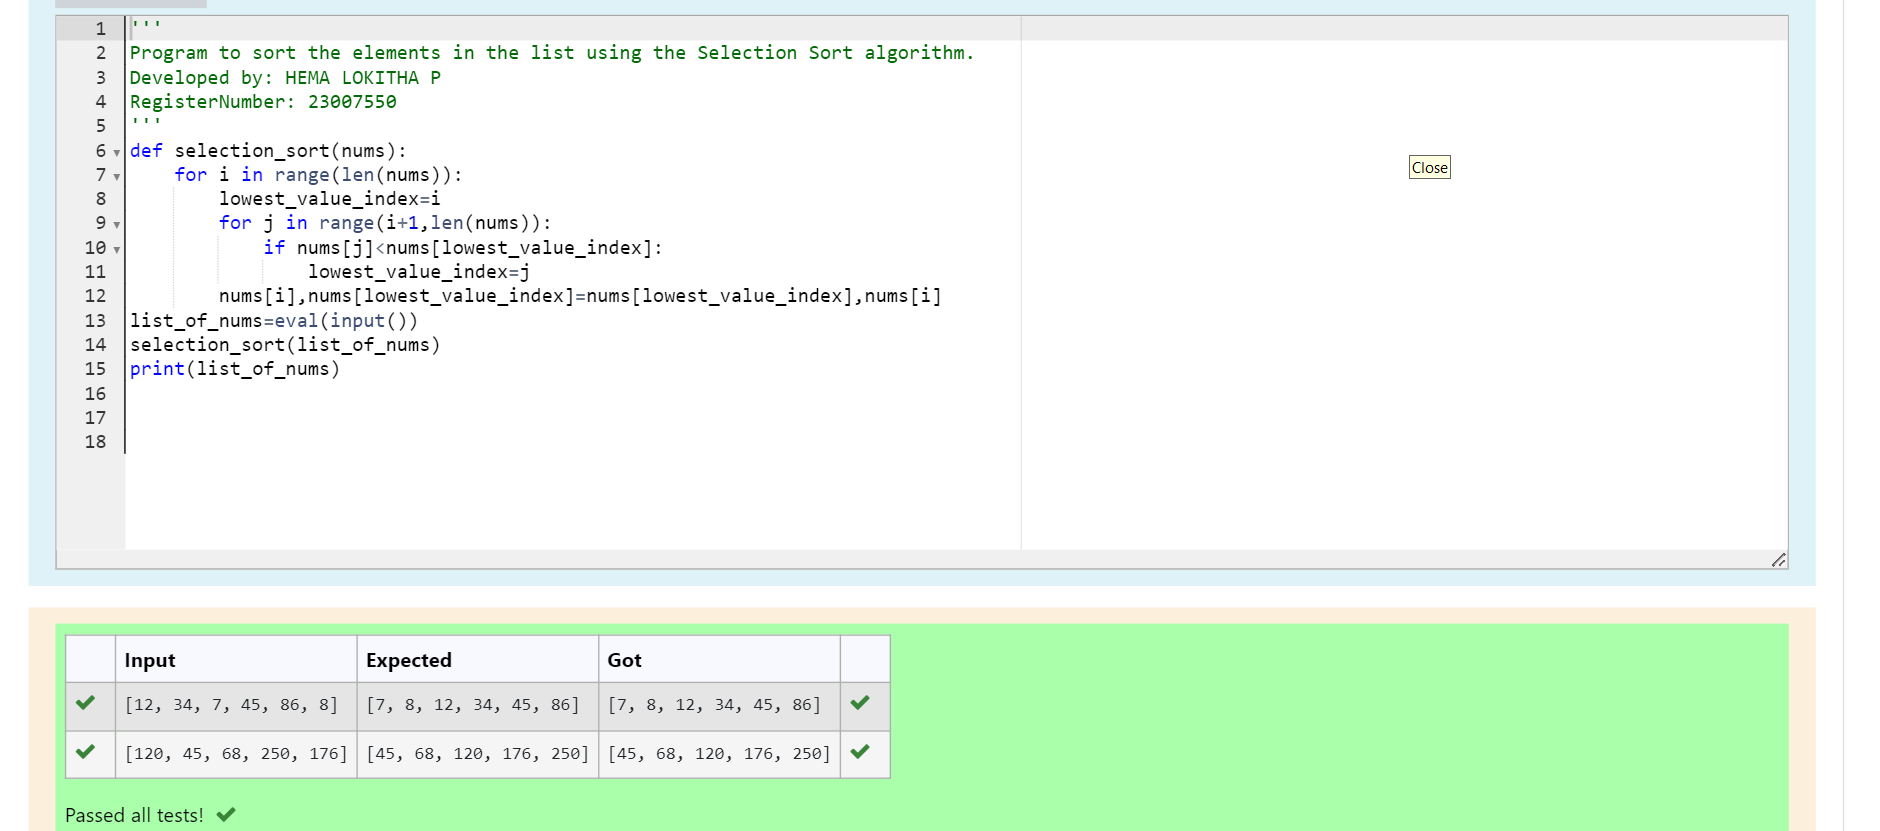 1 '''
2 Program to sort the elements in the list using the Selection Sort algorithm.
3 Developed by: HEMA LOKITHA P
4 RegisterNumber: 23007550
5 '''
6 def selection_sort(nums):
7     for i in range(len(nums)):
8         lowest_value_index=i
9         for j in range(i+1,len(nums)):
10             if nums[j]<nums[lowest_value_index]:
11                 lowest_value_index=j
12         nums[i],nums[lowest_value_index]=nums[lowest_value_index],nums[i]
13 list_of_nums=eval(input())
14 selection_sort(list_of_nums)
15 print(list_of_nums)
16
17
18
Close
Input Expected Got
[12, 34, 7, 45, 86, 8] [7, 8, 12, 34, 45, 86] [7, 8, 12, 34, 45, 86]
[120, 45, 68, 250, 176] [45, 68, 120, 176, 250] [45, 68, 120, 176, 250]
Passed all tests!